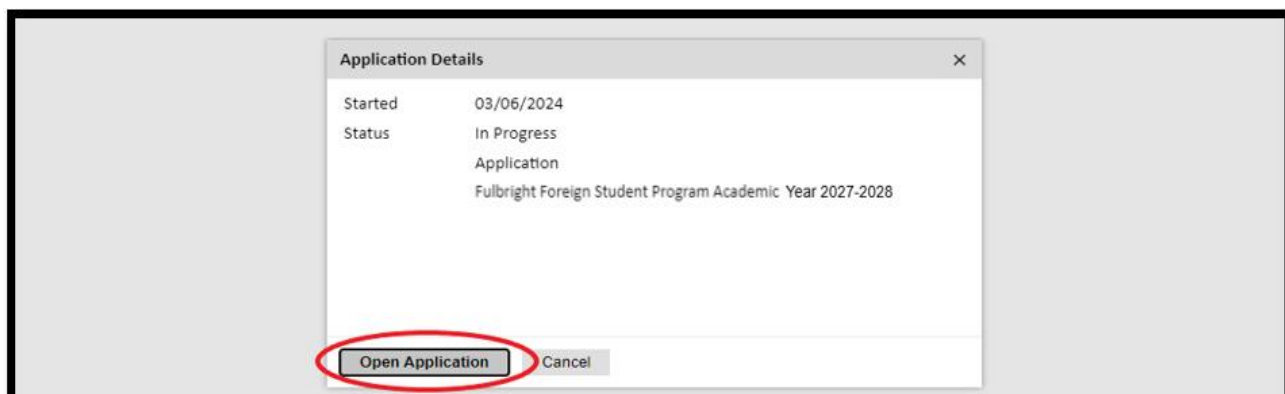 Application Details ×
Started 03/06/2024
Status In Progress
Application
Fulbright Foreign Student Program Academic Year 2027-2028
Open Application Cancel